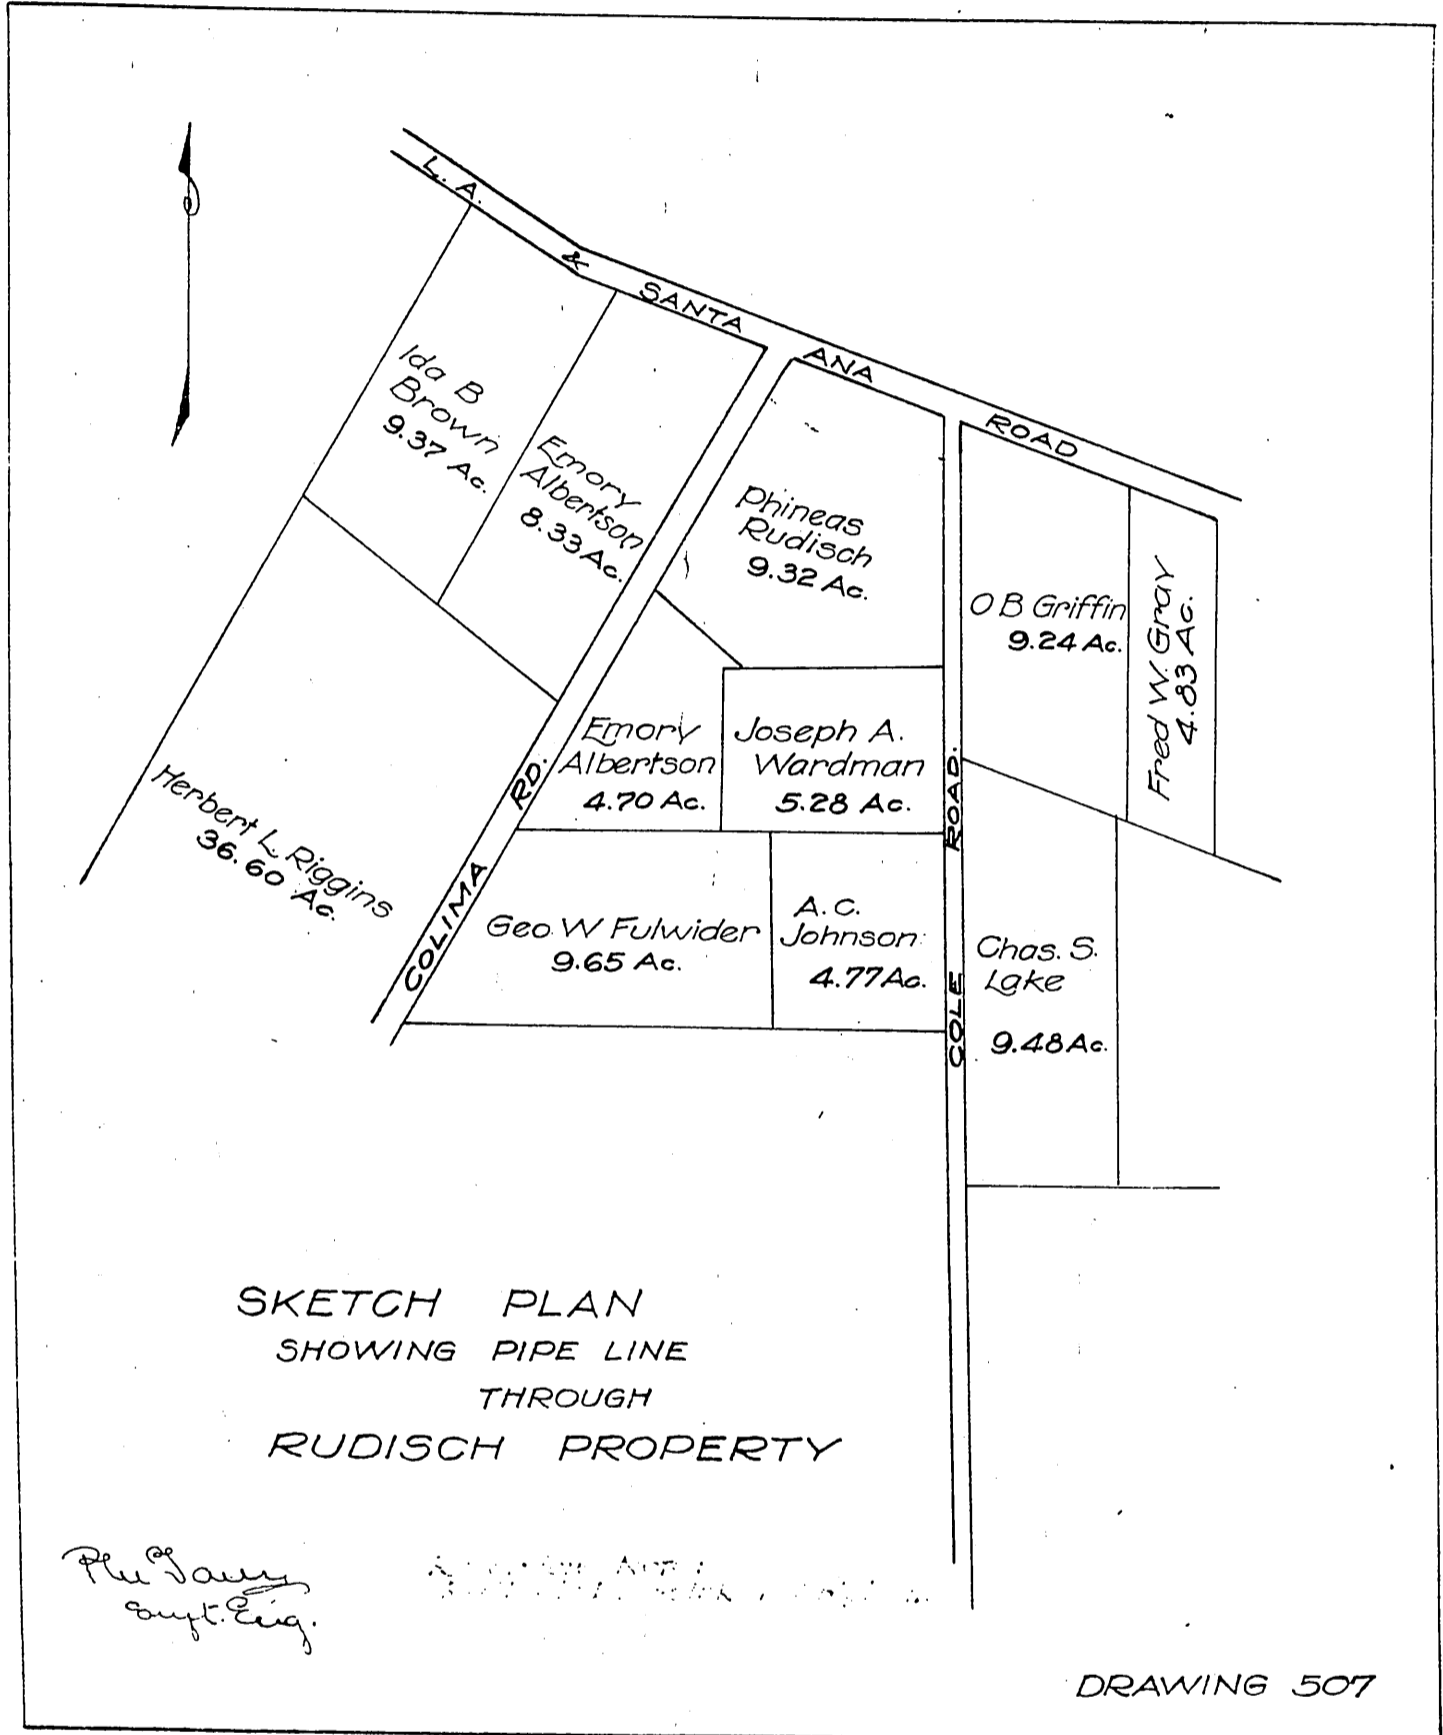 L. A. & SANTA ANA ROAD
Ida B
Brown
9.37 Ac.
Emory
Albertson
8.33 Ac.
Phineas
Rudisch
9.32 Ac.
O B Griffin
9.24 Ac.
Fred W. Gray
4.83 Ac.
Herbert L. Riggins
36.60 Ac.
COLIMA RD.
Emory
Albertson
4.70 Ac.
Joseph A.
Wardman
5.28 Ac.
COLE ROAD.
Geo. W Fulwider
9.65 Ac.
A. C.
Johnson
4.77 Ac.
Chas. S.
Lake
9.48 Ac.
SKETCH PLAN
SHOWING PIPE LINE
THROUGH
RUDISCH PROPERTY
Eng.
DRAWING 507